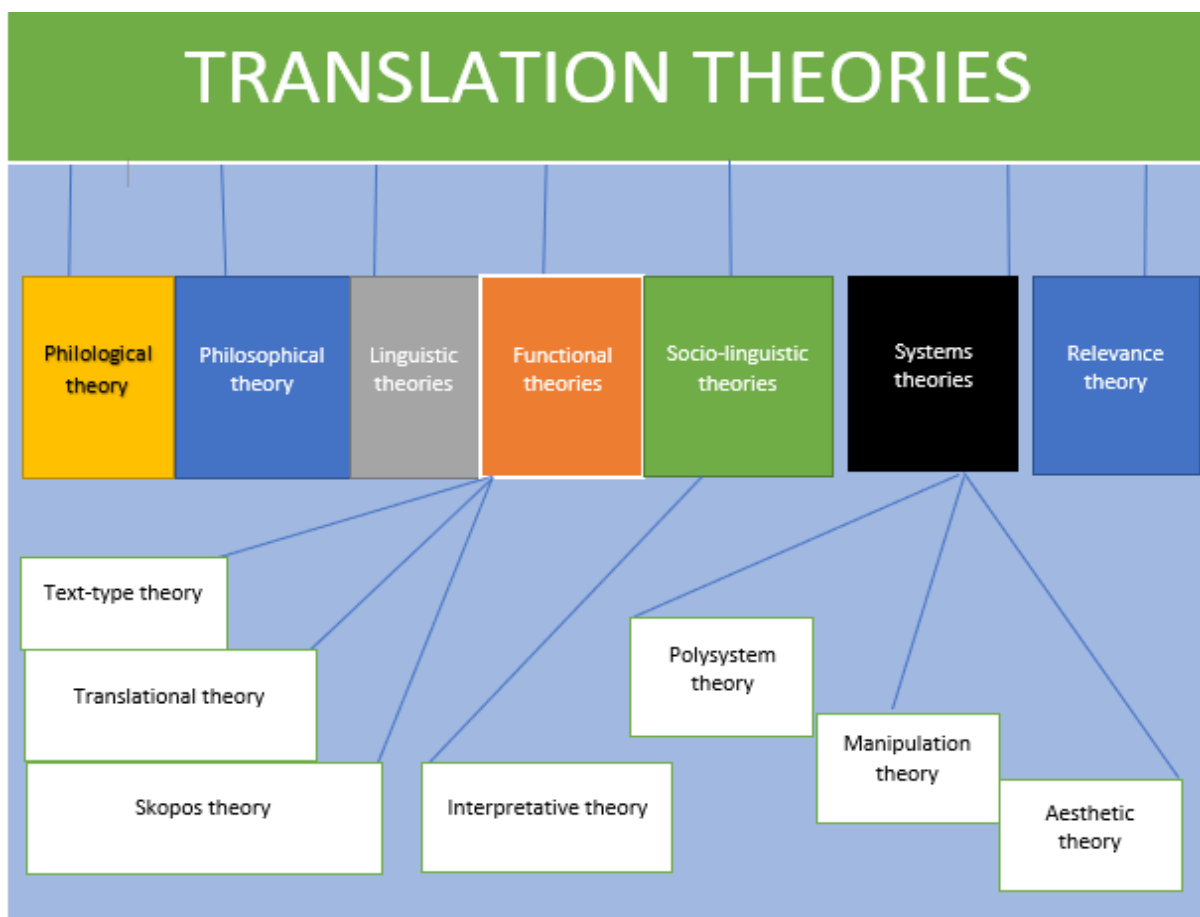 TRANSLATION THEORIES
Philological
theory
Philosophical
theory
Linguistic
theories
Functional
theories
Socio-linguistic
theories
Systems
theories
Relevance
theory
Text-type theory
Translational theory
Skopos theory
Interpretative theory
Polysystem
theory
Manipulation
theory
Aesthetic
theory